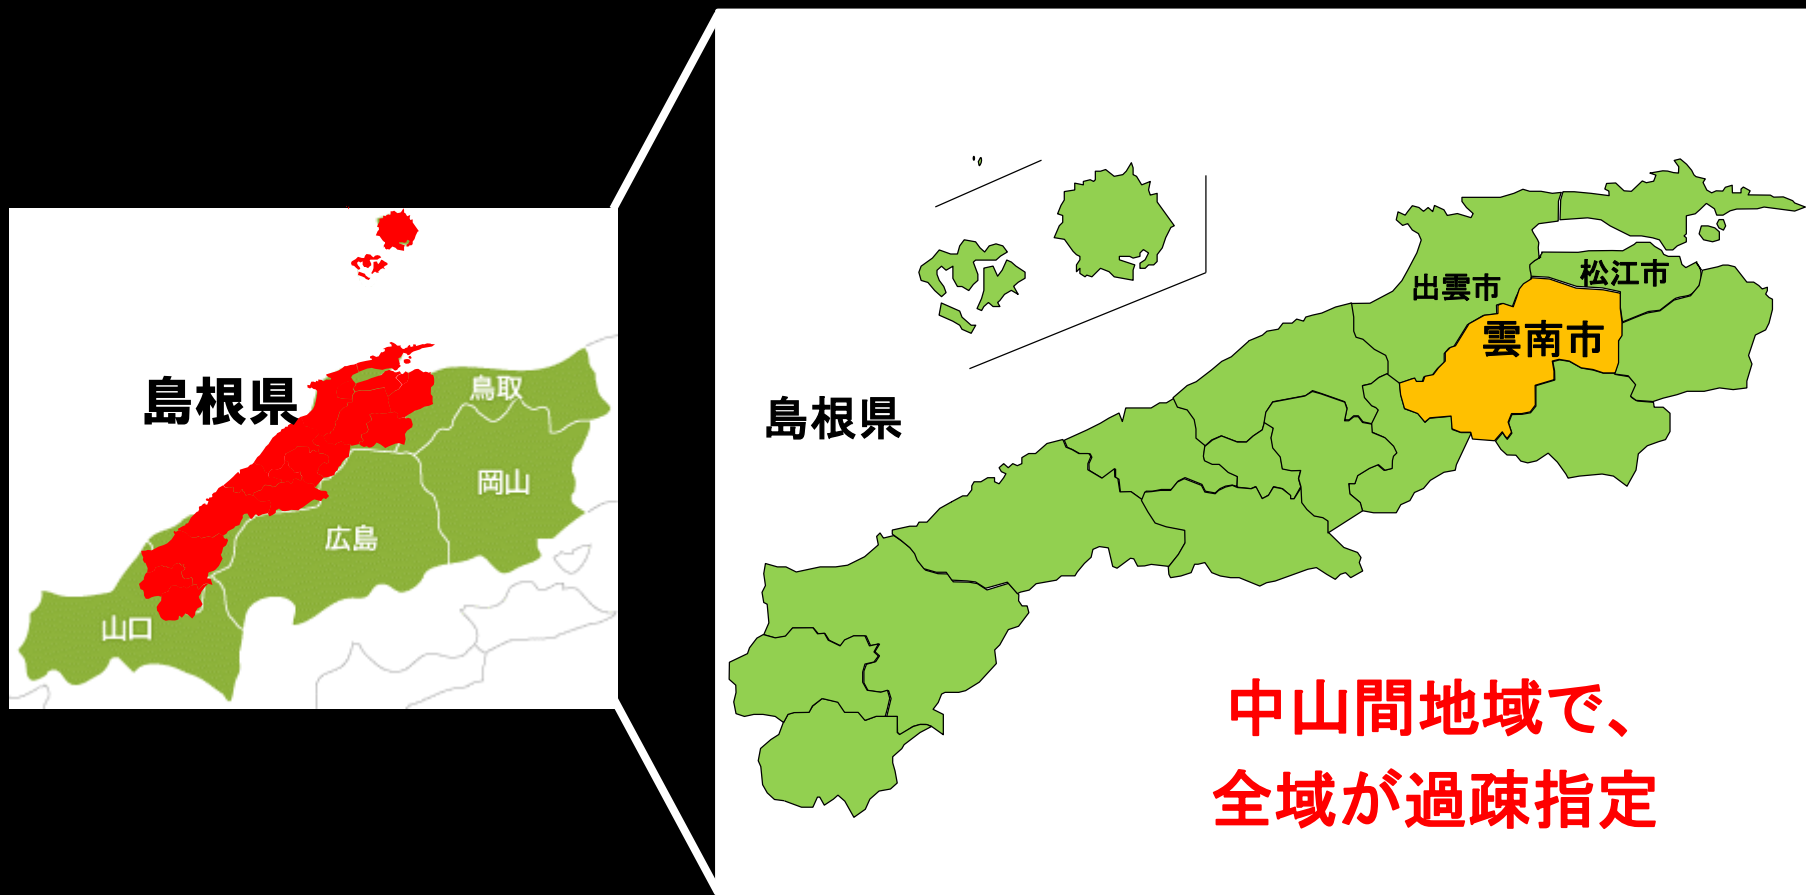 島根県
鳥取
岡山
広島
山口
島根県
出雲市
松江市
雲南市
中山間地域で、
全域が過疎指定